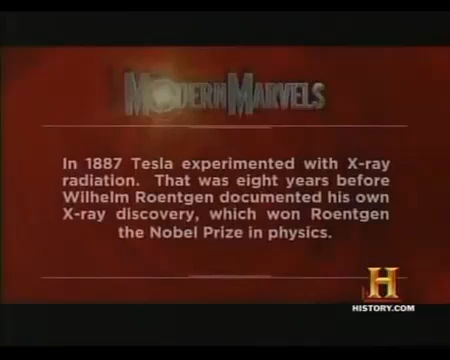 MODERN MARVELS
In 1887 Tesla experimented with X-ray
radiation. That was eight years before
Wilhelm Roentgen documented his own
X-ray discovery, which won Roentgen
the Nobel Prize in physics.
H
HISTORY.COM